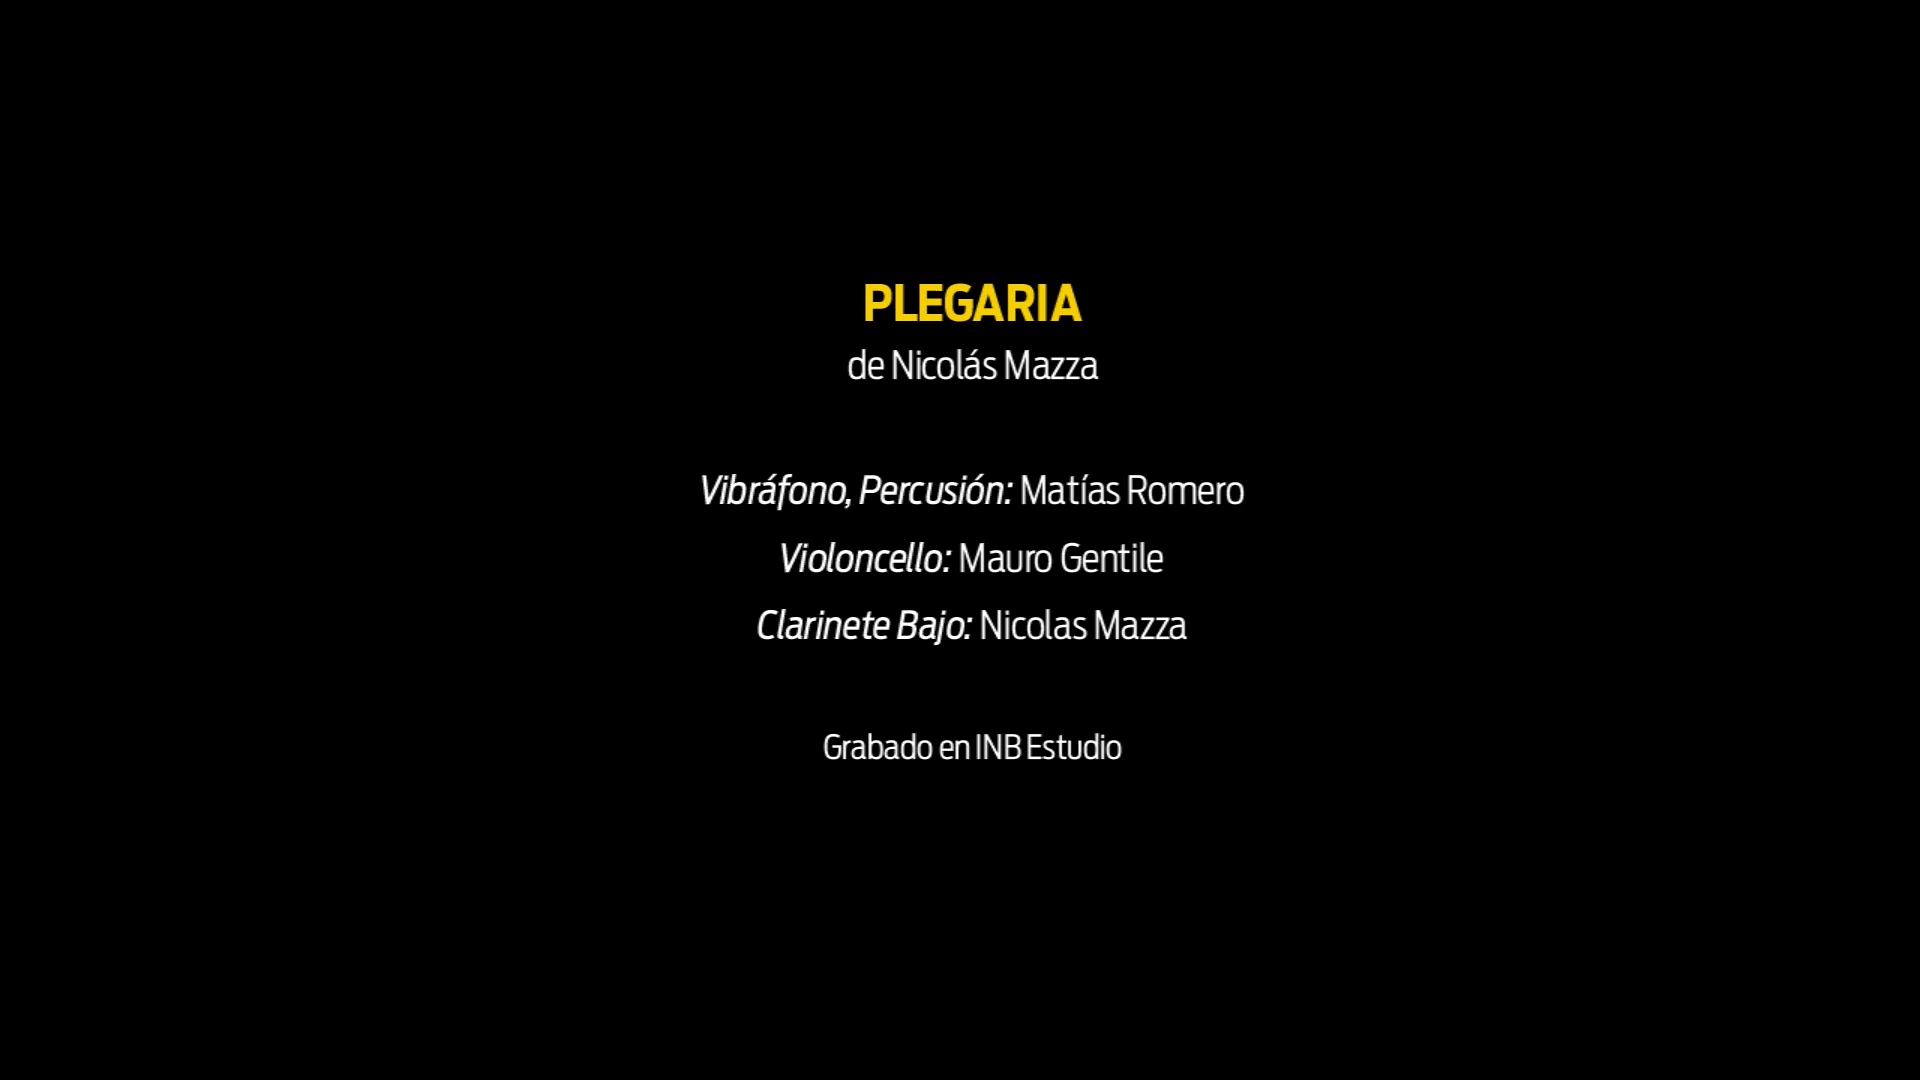 PLEGARIA
de Nicolás Mazza
Vibráfono, Percusión: Matías Romero
Violoncello: Mauro Gentile
Clarinete Bajo: Nicolas Mazza
Grabado en INB Estudio